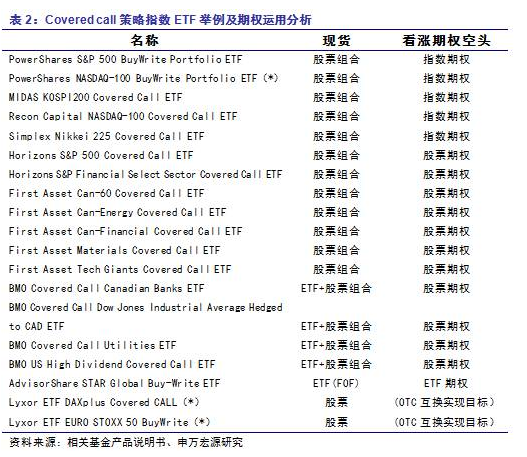 表 2：Covered call 策略指数 ETF 举例及期权运用分析
名称 现货 看涨期权空头
PowerShares S&P 500 BuyWrite Portfolio ETF 股票组合 指数期权
PowerShares NASDAQ-100 BuyWrite Portfolio ETF (*) 股票组合 指数期权
MIDAS KOSPI200 Covered Call ETF 股票组合 指数期权
Recon Capital NASDAQ-100 Covered Call ETF 股票组合 指数期权
Simplex Nikkei 225 Covered Call ETF 股票组合 指数期权
Horizons S&P 500 Covered Call ETF 股票组合 股票期权
Horizons S&P Financial Select Sector Covered Call ETF 股票组合 股票期权
First Asset Can-60 Covered Call ETF 股票组合 股票期权
First Asset Can-Energy Covered Call ETF 股票组合 股票期权
First Asset Can-Financial Covered Call ETF 股票组合 股票期权
First Asset Materials Covered Call ETF 股票组合 股票期权
First Asset Tech Giants Covered Call ETF 股票组合 股票期权
BMO Covered Call Canadian Banks ETF ETF+股票组合 股票期权
BMO Covered Call Dow Jones Industrial Average Hedged
to CAD ETF ETF+股票组合 股票期权
BMO Covered Call Utilities ETF ETF+股票组合 股票期权
BMO US High Dividend Covered Call ETF ETF+股票组合 股票期权
AdvisorShare STAR Global Buy-Write ETF ETF(FOF) ETF 期权
Lyxor ETF DAXplus Covered CALL (*) 股票 (OTC 互换实现目标)
Lyxor ETF EURO STOXX 50 BuyWrite (*) 股票 (OTC 互换实现目标)
资料来源：相关基金产品说明书、申万宏源研究